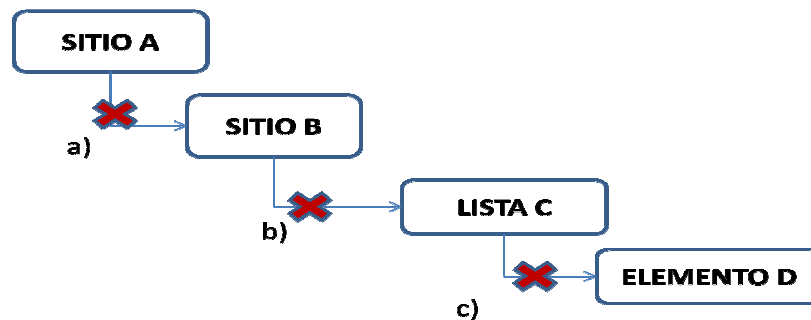 SITIO A
a)
SITIO B
b)
LISTA C
c)
ELEMENTO D